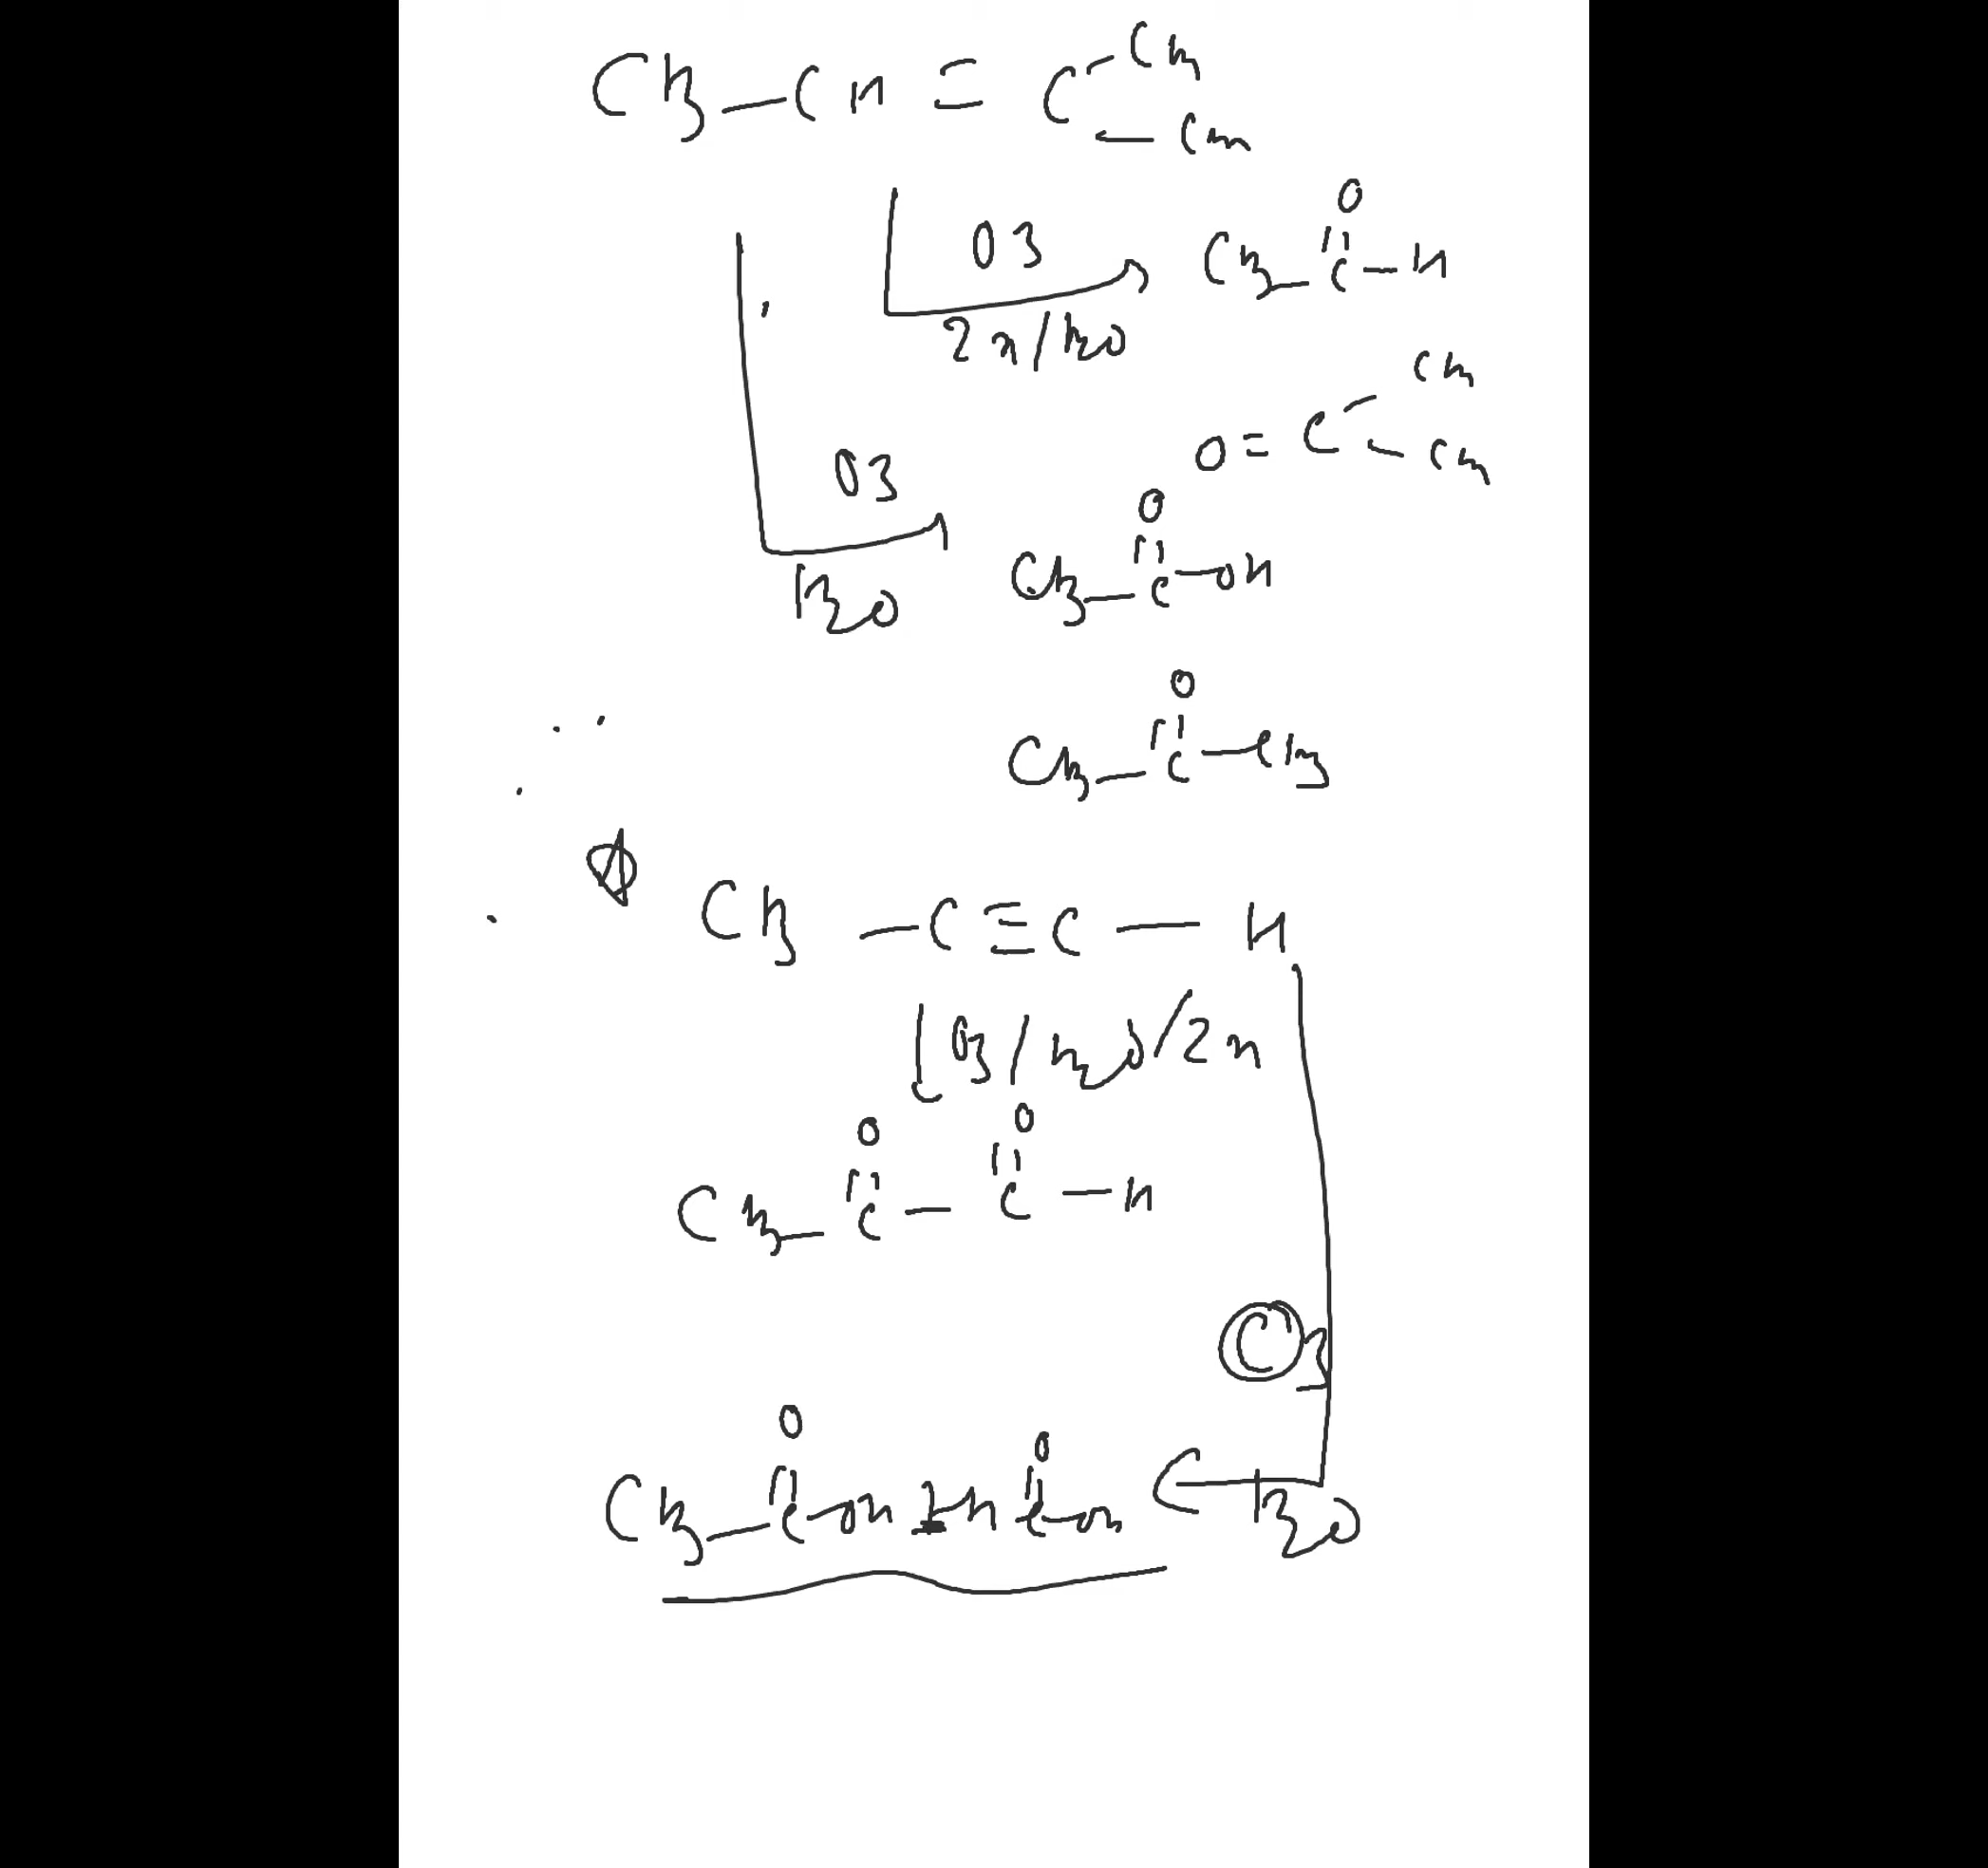 CH3—CH=C—CH3
—CH3
O3
Zn/H2O
O
CH3—C—H
CH3
O=C—CH3
O3
H2O
O
CH3—C—OH
O
CH3—C—CH3
CH3—C≡C—H
O3/H2O/Zn
O O
CH3—C—C—H
O3
O O
CH3—C—OH + H C—OH
H2O